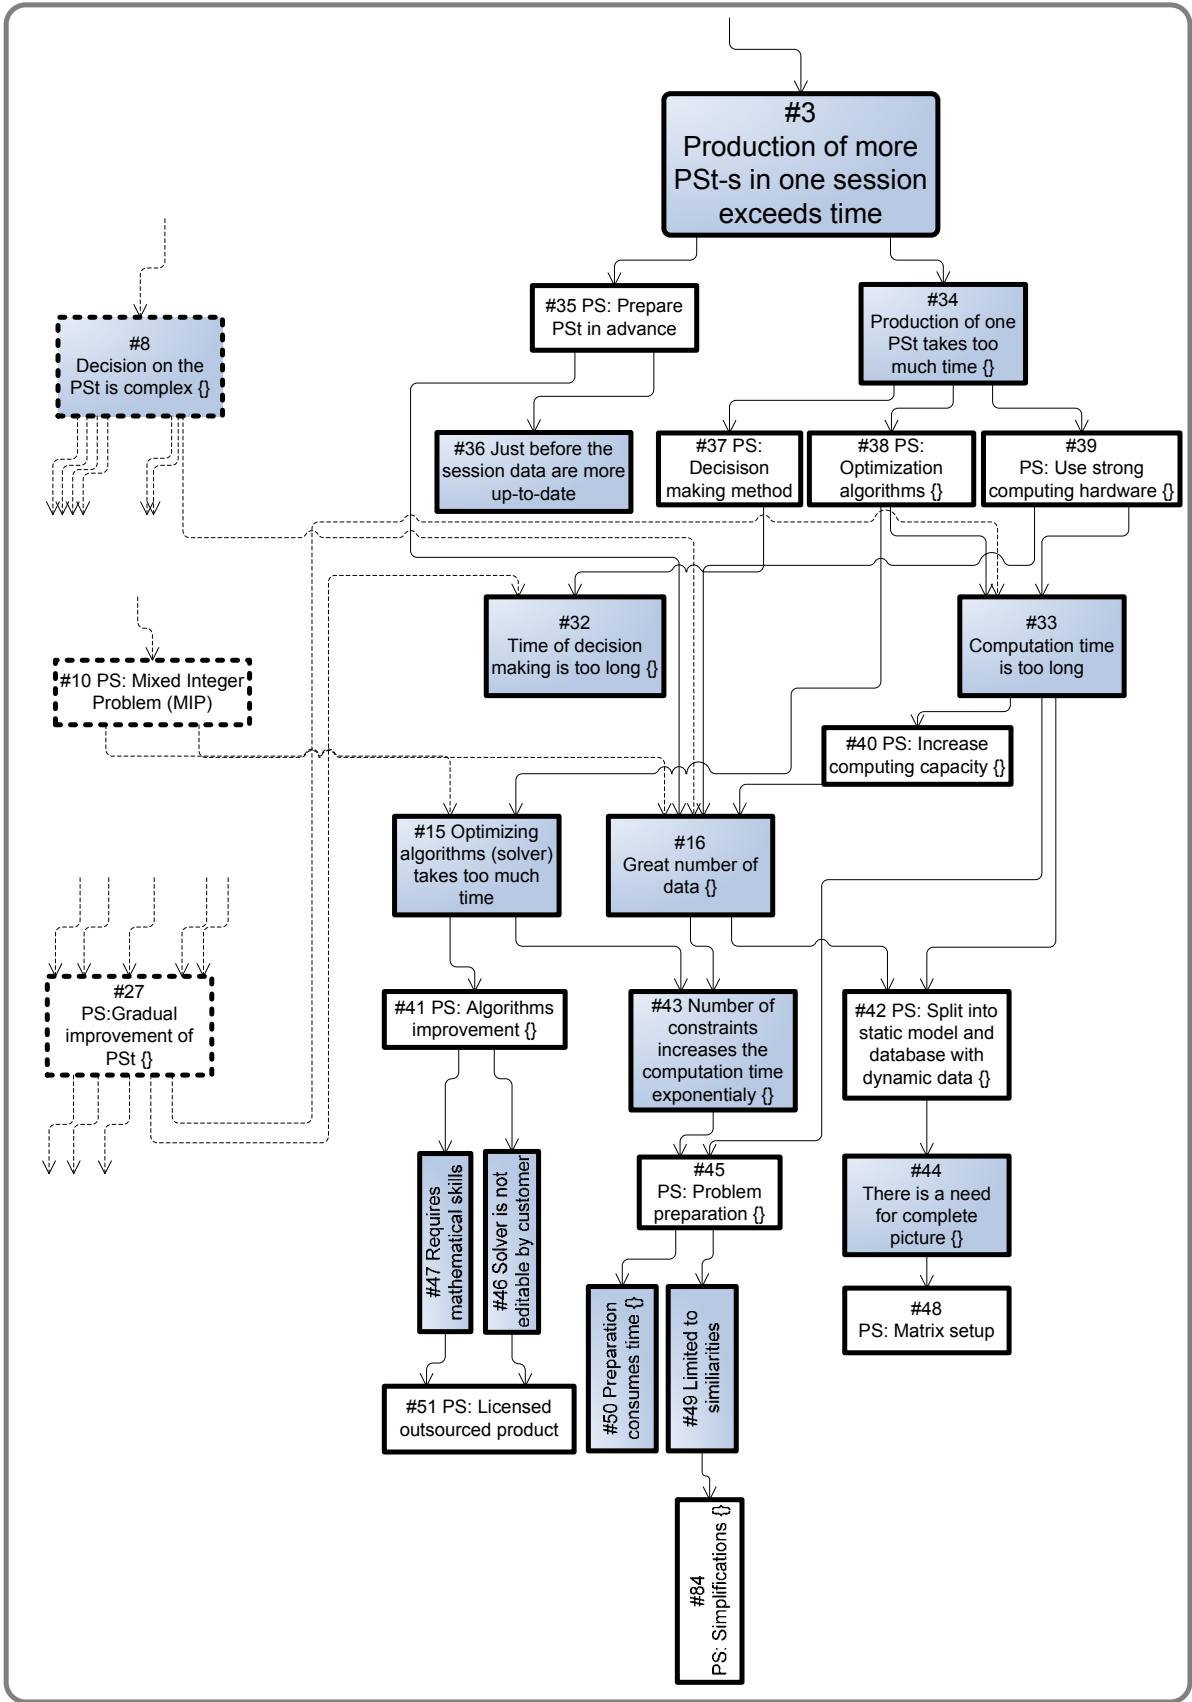 #3
Production of more
PSt-s in one session
exceeds time
#35 PS: Prepare
PSt in advance
#34
Production of one
PSt takes too
much time {}
#8
Decision on the
PSt is complex {}
#36 Just before the
session data are more
up-to-date
#37 PS:
Decisison
making method
#38 PS:
Optimization
algorithms {}
#39
PS: Use strong
computing hardware {}
#32
Time of decision
making is too long {}
#33
Computation time
is too long
#10 PS: Mixed Integer
Problem (MIP)
#40 PS: Increase
computing capacity {}
#15 Optimizing
algorithms (solver)
takes too much
time
#16
Great number of
data {}
#27
PS:Gradual
improvement of
PSt {}
#41 PS: Algorithms
improvement {}
#43 Number of
constraints
increases the
computation time
exponentialy {}
#42 PS: Split into
static model and
database with
dynamic data {}
#47 Requires
mathematical skills
#46 Solver is not
editable by customer
#45
PS: Problem
preparation {}
#44
There is a need
for complete
picture {}
#50 Preparation
consumes time {}
#49 Limited to
similiarities
#48
PS: Matrix setup
#51 PS: Licensed
outsourced product
#84
PS: Simplifications {}